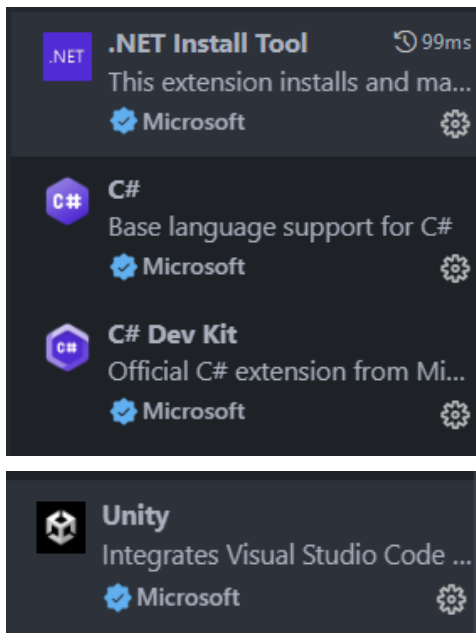 .NET
.NET Install Tool 99ms
This extension installs and ma...
Microsoft
C#
C#
Base language support for C#
Microsoft
C#
C# Dev Kit
Official C# extension from Mi...
Microsoft
Unity
Integrates Visual Studio Code ...
Microsoft